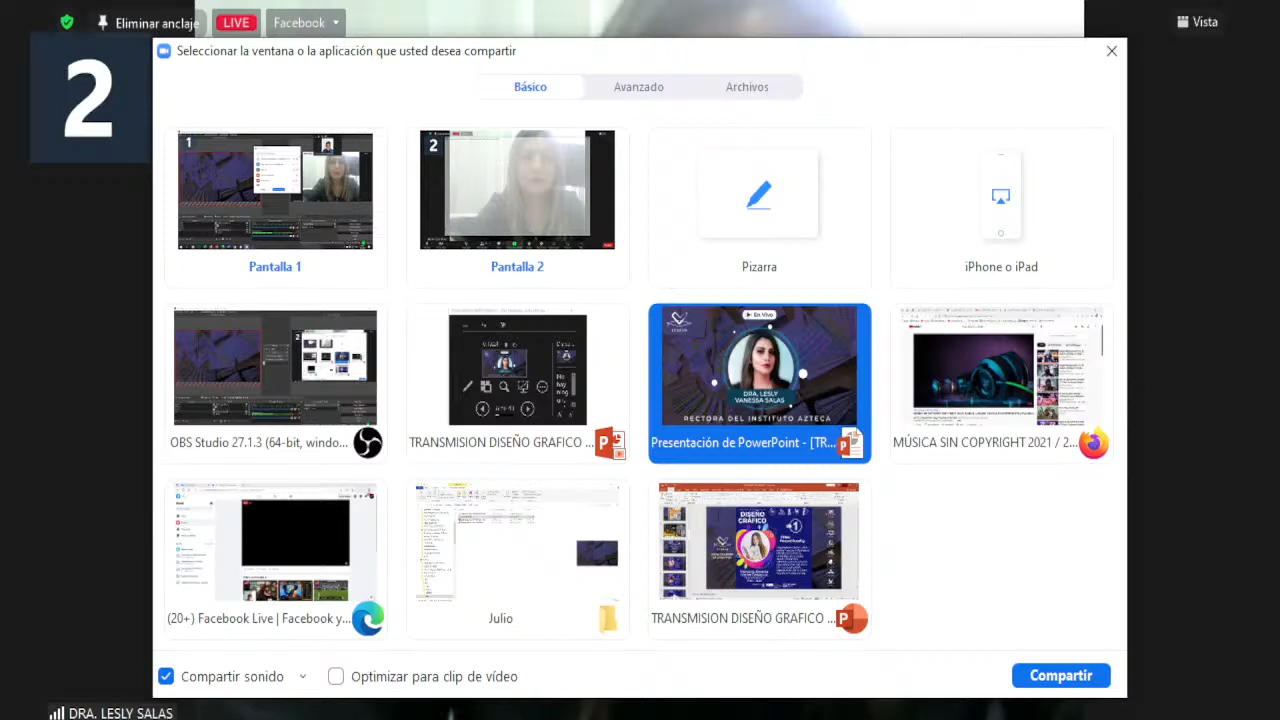 Eliminar anclaje
LIVE
Facebook
Vista
2
Seleccionar la ventana o la aplicación que usted desea compartir
Básico
Avanzado
Archivos
1
2
Pantalla 1
Pantalla 2
Pizarra
iPhone o iPad
En Vivo
DRA. LESLY
VANESSA SALAS
RECTORA DEL INSTITUTO AZTECA
OBS Studio 27.1.3 (64-bit, windo...
TRANSMISION DISEÑO GRAFICO ...
Presentación de PowerPoint - [TR...
MÚSICA SIN COPYRIGHT 2021 / 2...
DISEÑO
GRÁFICO
(20+) Facebook Live | Facebook y...
Julio
TRANSMISION DISEÑO GRAFICO ...
Compartir sonido
Optimizar para clip de vídeo
Compartir
DRA. LESLY SALAS